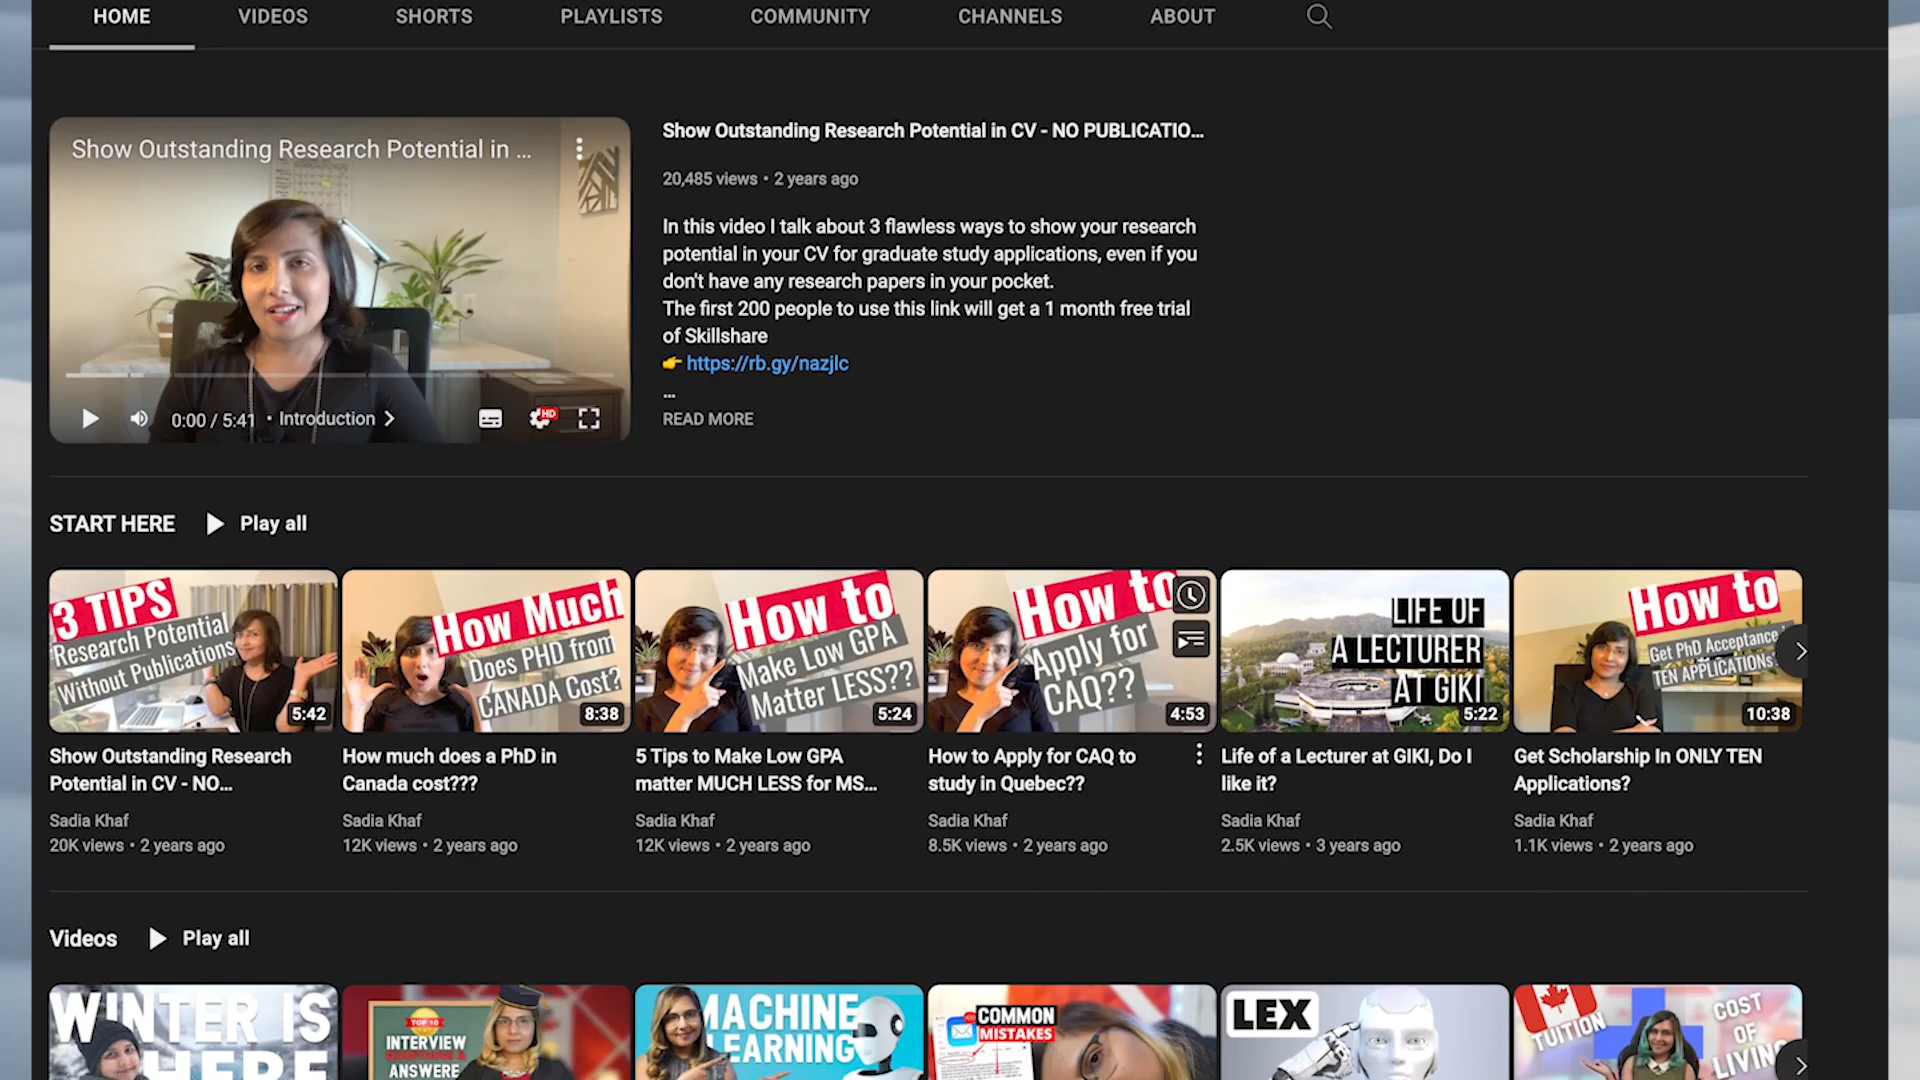 HOME VIDEOS SHORTS PLAYLISTS COMMUNITY CHANNELS ABOUT
Show Outstanding Research Potential in ...
0:00 / 5:41 • Introduction
HD
Show Outstanding Research Potential in CV - NO PUBLICATIO...
20,485 views • 2 years ago
In this video I talk about 3 flawless ways to show your research
potential in your CV for graduate study applications, even if you
don't have any research papers in your pocket.
The first 200 people to use this link will get a 1 month free trial
of Skillshare
👉 https://rb.gy/nazjlc
...
READ MORE
START HERE Play all
3 TIPS
Research Potential
Without Publications
5:42
How Much
Does PHD from
CANADA Cost?
8:38
How to
Make Low GPA
Matter LESS??
5:24
How to
Apply for
CAQ??
4:53
LIFE OF
A LECTURER
AT GIKI
5:22
How to
Get PhD Acceptance
TEN APPLICATIONS
10:38
Show Outstanding Research
Potential in CV - NO...
Sadia Khaf
20K views • 2 years ago
How much does a PhD in
Canada cost???
Sadia Khaf
12K views • 2 years ago
5 Tips to Make Low GPA
matter MUCH LESS for MS...
Sadia Khaf
12K views • 2 years ago
How to Apply for CAQ to
study in Quebec??
Sadia Khaf
8.5K views • 2 years ago
Life of a Lecturer at GIKI, Do I
like it?
Sadia Khaf
2.5K views • 3 years ago
Get Scholarship In ONLY TEN
Applications?
Sadia Khaf
1.1K views • 2 years ago
Videos Play all
WINTER IS
HERE
TOP 10
INTERVIEW
QUESTIONS &
ANSWERE
MACHINE
LEARNING
COMMON
MISTAKES
LEX
TUITION
COST
OF
LIVING